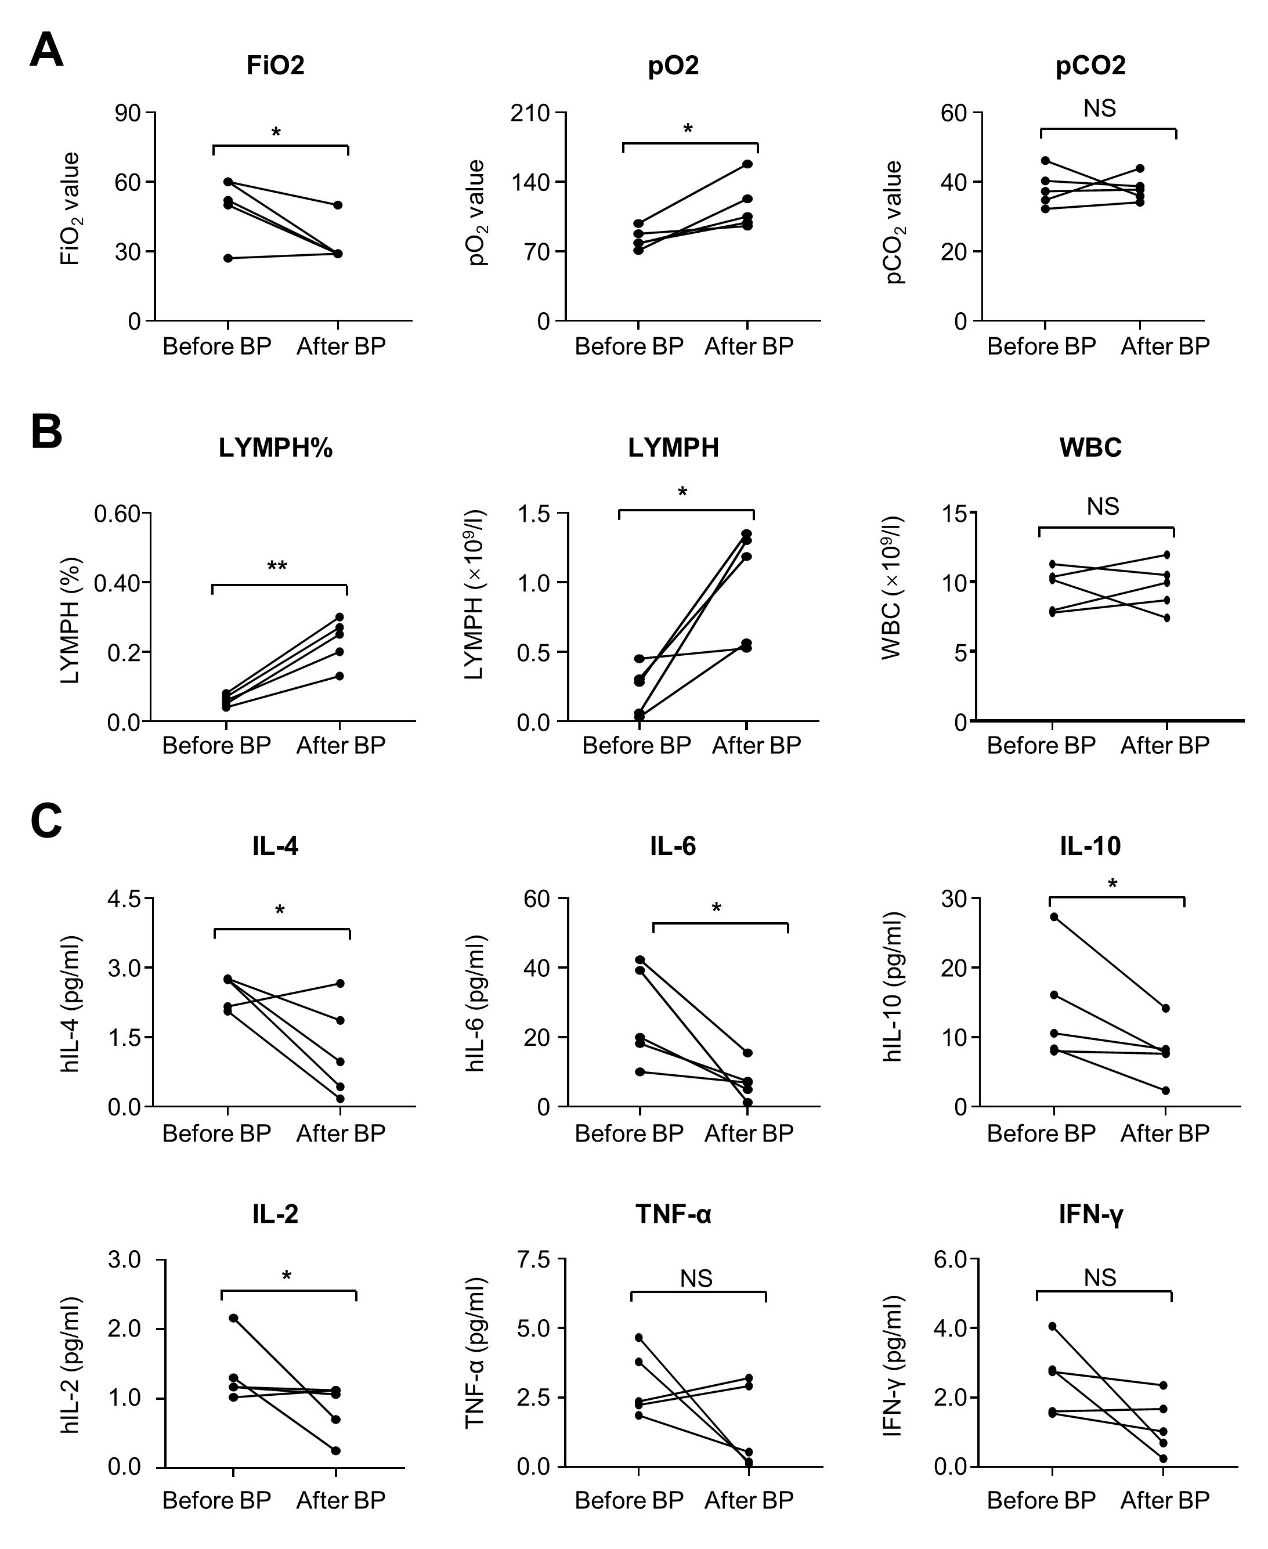 A
FiO2 pO2 pCO2
90 60 30 0
FiO2 value
*
Before BP After BP
210 140 70 0
pO2 value
*
Before BP After BP
60 40 20 0
pCO2 value
NS
Before BP After BP
B
LYMPH% LYMPH WBC
0.60 0.40 0.2 0.0
LYMPH (%)
**
Before BP After BP
1.5 1.0 0.5 0.0
LYMPH (×10⁹/l)
*
Before BP After BP
15 10 5 0
WBC (×10⁹/l)
NS
Before BP After BP
C
IL-4 IL-6 IL-10
4.5 3.0 1.5 0.0
hIL-4 (pg/ml)
*
Before BP After BP
60 40 20 0
hIL-6 (pg/ml)
*
Before BP After BP
30 20 10 0
hIL-10 (pg/ml)
*
Before BP After BP
IL-2 TNF-α IFN-γ
3.0 2.0 1.0 0.0
hIL-2 (pg/ml)
*
Before BP After BP
7.5 5.0 2.5 0.0
TNF-α (pg/ml)
NS
Before BP After BP
6.0 4.0 2.0 0.0
IFN-γ (pg/ml)
NS
Before BP After BP